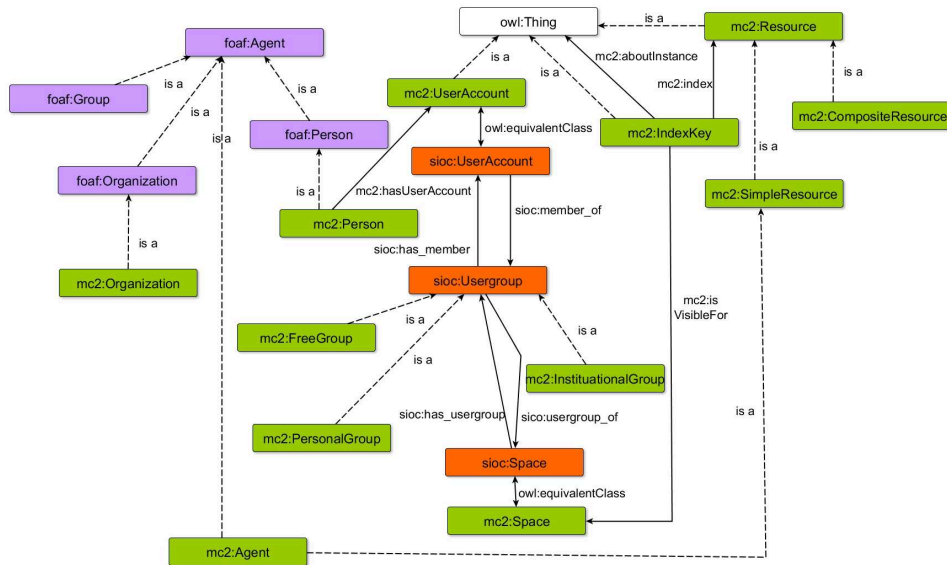 owl:Thing
is a
mc2:Resource
foaf:Agent
mc2:aboutInstance
is a
is a
mc2:index
is a
foaf:Group
is a
is a
mc2:UserAccount
is a
mc2:CompositeResource
is a
is a
owl:equivalentClass
foaf:Person
mc2:IndexKey
is a
sioc:UserAccount
foaf:Organization
is a
mc2:hasUserAccount
mc2:SimpleResource
sioc:member_of
mc2:Person
is a
sioc:has_member
mc2:Organization
sioc:Usergroup
mc2:is
VisibleFor
is a
is a
mc2:FreeGroup
is a
mc2:InstituationalGroup
sioc:has_usergroup
sico:usergroup_of
is a
mc2:PersonalGroup
sioc:Space
owl:equivalentClass
mc2:Space
mc2:Agent